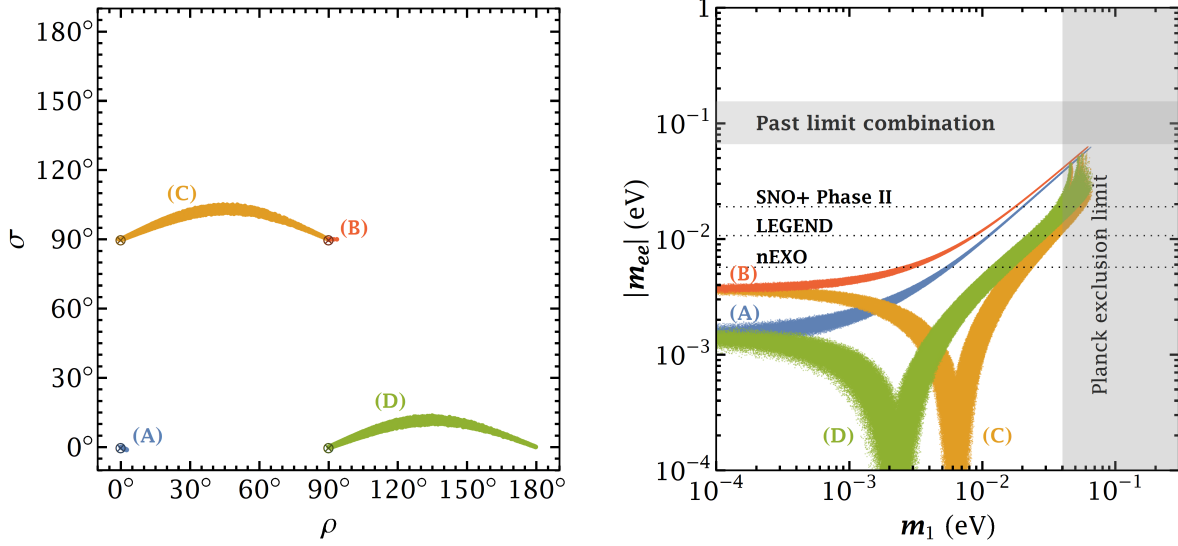 180°
150°
120°
90°
60°
30°
0°
σ
(C)
(B)
(D)
(A)
0° 30° 60° 90° 120° 150° 180°
ρ
1
10⁻¹
10⁻²
10⁻³
10⁻⁴
|mₑₑ| (eV)
Past limit combination
SNO+ Phase II
LEGEND
nEXO
(B)
(A)
(D)
(C)
Planck exclusion limit
10⁻⁴ 10⁻³ 10⁻² 10⁻¹
m₁ (eV)